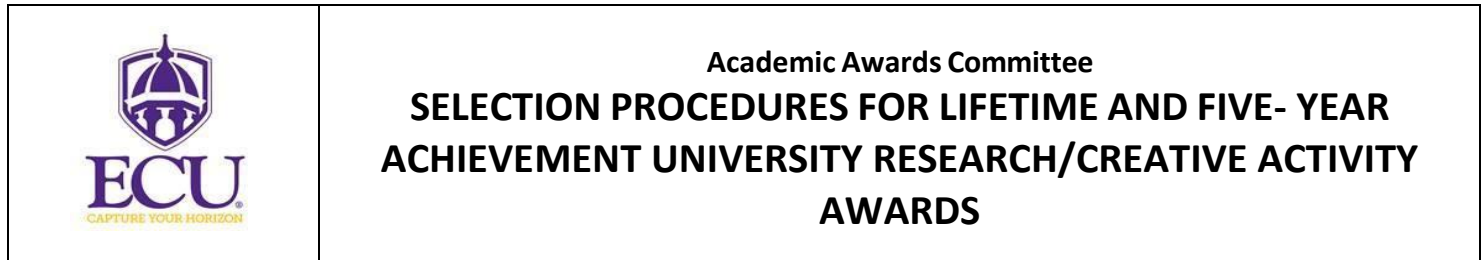 ECU®
CAPTURE YOUR HORIZON
Academic Awards Committee
SELECTION PROCEDURES FOR LIFETIME AND FIVE- YEAR
ACHIEVEMENT UNIVERSITY RESEARCH/CREATIVE ACTIVITY
AWARDS